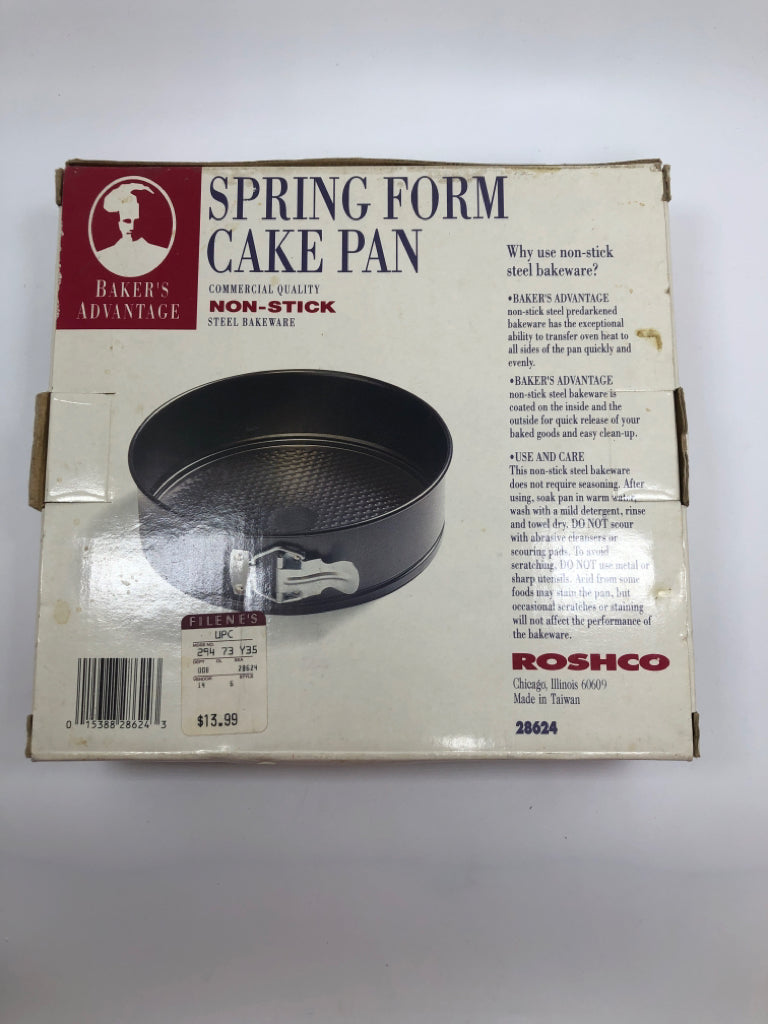 BAKER'S
ADVANTAGE
SPRING FORM
CAKE PAN
COMMERCIAL QUALITY
NON-STICK
STEEL BAKEWARE
Why use non-stick
steel bakeware?
•BAKER'S ADVANTAGE
non-stick steel predarkened
bakeware has the exceptional
ability to transfer oven heat to
all sides of the pan quickly and
evenly.
•BAKER'S ADVANTAGE
non-stick steel bakeware is
coated on the inside and the
outside for quick release of your
baked goods and easy clean-up.
•USE AND CARE
This non-stick steel bakeware
does not require seasoning. After
using, soak pan in warm water,
wash with a mild detergent, rinse
and towel dry. DO NOT scour
with abrasive cleansers or
scouring pads. To avoid
scratching, DO NOT use metal or
sharp utensils. Acid from some
foods may stain the pan, but
occasional scratches or staining
will not affect the performance of
the bakeware.
ROSHCO
Chicago, Illinois 60609
Made in Taiwan
28624
FILENE'S
UPC
294 73 Y35
DEPT CL
008 28624
VENDOR STYLE
14 6
$13.99
0 15388 28624 3